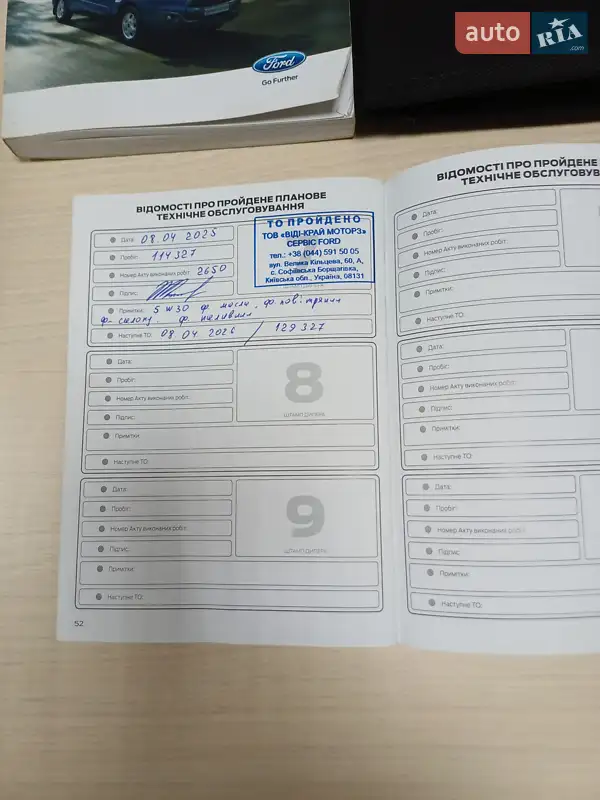 auto RIA .com
Ford
Go Further
ВІДОМОСТІ ПРО ПРОЙДЕНЕ ПЛАНОВЕ
ТЕХНІЧНЕ ОБСЛУГОВУВАННЯ
Дата: 08.04 2025
Пробіг: 114327
Номер Акту виконаних робіт: 2650
Підпис:
Примітки: 5w30 ф. масла, ф. повітряний
ф. салону ф.
Наступне ТО: 08.04 2026 / 129327
ТО ПРОЙДЕНО
ТОВ «ВІДІ-КРАЙ МОТОРЗ»
СЕРВІС FORD
тел.: +38 (044) 591 50 05
вул. Велика Кільцева, 60, А,
с. Софіївська Борщагівка,
Київська обл., Україна, 08131
Дата:
Пробіг:
Номер Акту виконаних робіт:
Підпис:
Примітки:
Наступне ТО:
8
ШТАМП ДИЛЕРА
Дата:
Пробіг:
Номер Акту виконаних робіт:
Підпис:
Примітки:
Наступне ТО:
9
ШТАМП ДИЛЕРА
52
ВІДОМОСТІ ПРО ПРОЙДЕНЕ
ТЕХНІЧНЕ ОБСЛУГОВУВ
Дата:
Пробіг:
Номер Акту виконаних робіт:
Підпис:
Примітки:
Наступне ТО:
Дата:
Пробіг:
Номер Акту виконаних робіт:
Підпис:
Примітки:
Наступне ТО:
Дата:
Пробіг:
Номер Акту виконаних робіт:
Підпис:
Примітки:
Наступне ТО: